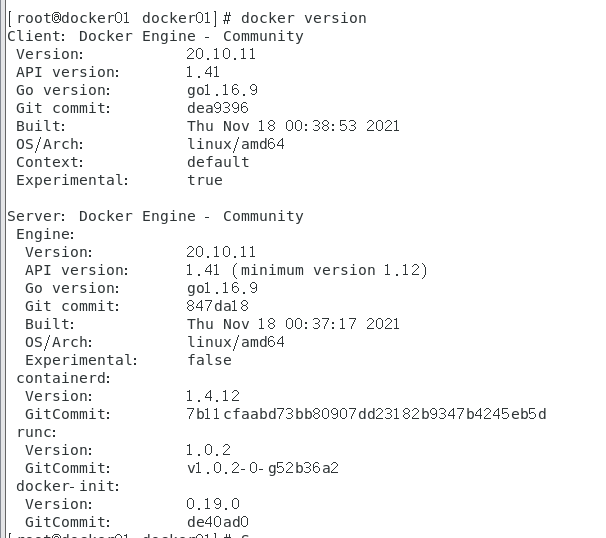 [root@docker01 docker01]# docker version
Client: Docker Engine - Community
 Version:           20.10.11
 API version:       1.41
 Go version:        go1.16.9
 Git commit:        dea9396
 Built:             Thu Nov 18 00:38:53 2021
 OS/Arch:           linux/amd64
 Context:           default
 Experimental:      true

Server: Docker Engine - Community
 Engine:
  Version:          20.10.11
  API version:      1.41 (minimum version 1.12)
  Go version:       go1.16.9
  Git commit:       847da18
  Built:            Thu Nov 18 00:37:17 2021
  OS/Arch:          linux/amd64
  Experimental:     false
 containerd:
  Version:          1.4.12
  GitCommit:        7b11cfaabd73bb80907dd23182b9347b4245eb5d
 runc:
  Version:          1.0.2
  GitCommit:        v1.0.2-0-g52b36a2
 docker-init:
  Version:          0.19.0
  GitCommit:        de40ad0
[root@docker01 docker01]#